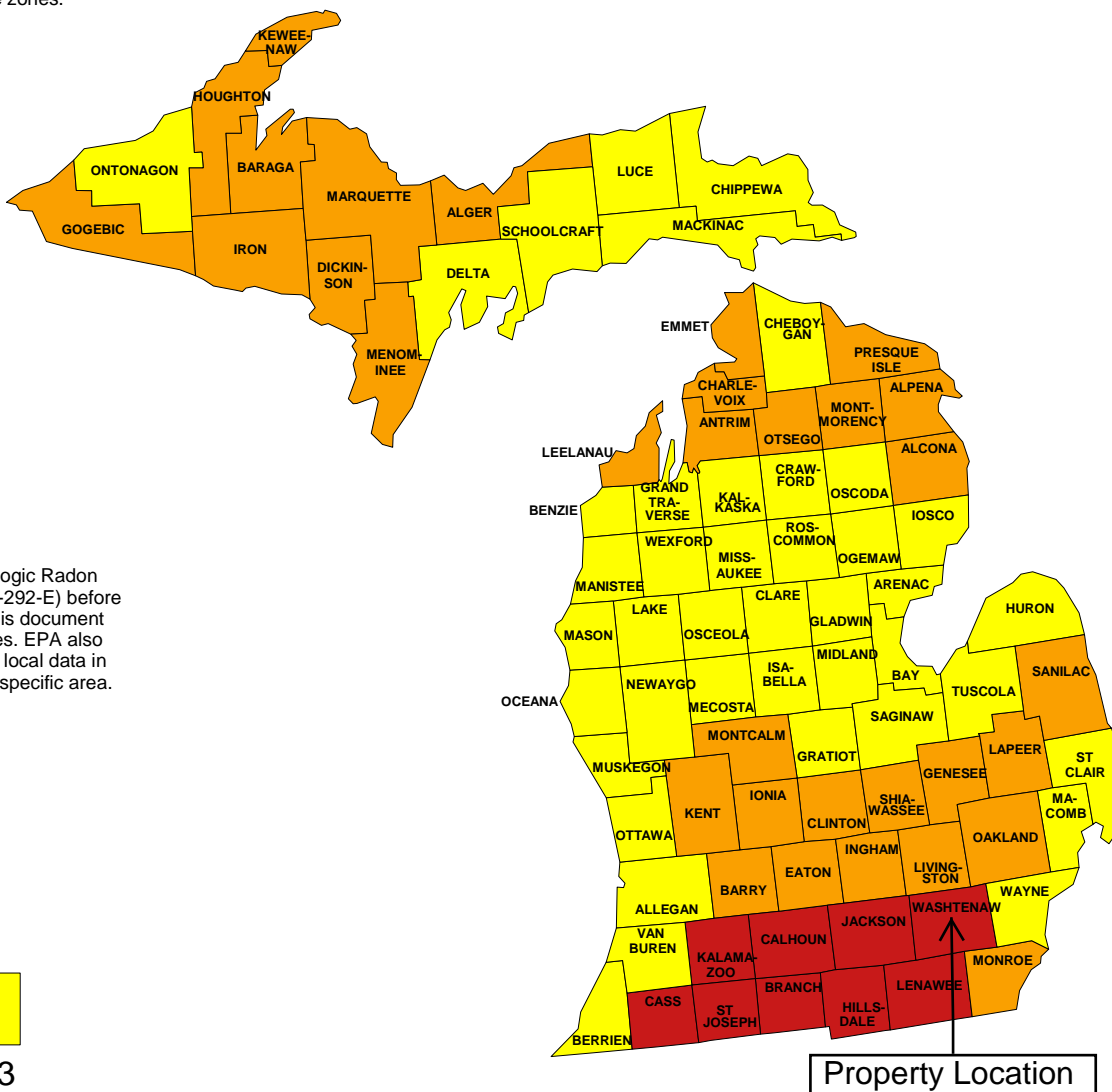 zones.
KEWEE-
NAW
HOUGHTON
ONTONAGON
BARAGA
LUCE
CHIPPEWA
MARQUETTE
ALGER
GOGEBIC
SCHOOLCRAFT
MACKINAC
IRON
DICKIN-
SON
DELTA
MENOM-
INEE
EMMET
CHEBOY-
GAN
PRESQUE
ISLE
CHARLE-
VOIX
ALPENA
ANTRIM
MONT-
MORENCY
OTSEGO
LEELANAU
ALCONA
CRAW-
FORD
GRAND
TRA-
VERSE
KAL-
KASKA
OSCODA
BENZIE
IOSCO
WEXFORD
ROS-
COMMON
MISS-
AUKEE
OGEMAW
MANISTEE
ARENAC
ogic Radon
-292-E) before
is document
es. EPA also
local data in
specific area.
LAKE
CLARE
HURON
MASON
OSCEOLA
GLADWIN
MIDLAND
ISA-
BELLA
BAY
SANILAC
OCEANA
NEWAYGO
MECOSTA
TUSCOLA
SAGINAW
MONTCALM
GRATIOT
LAPEER
MUSKEGON
GENESEE
ST
CLAIR
KENT
IONIA
SHIA-
WASSEE
MA-
COMB
CLINTON
OTTAWA
OAKLAND
INGHAM
EATON
LIVING-
STON
BARRY
WAYNE
ALLEGAN
WASHTENAW
JACKSON
VAN
BUREN
CALHOUN
KALAMA-
ZOO
MONROE
BRANCH
LENAWEE
CASS
ST
JOSEPH
HILLS-
DALE
BERRIEN
3
Property Location